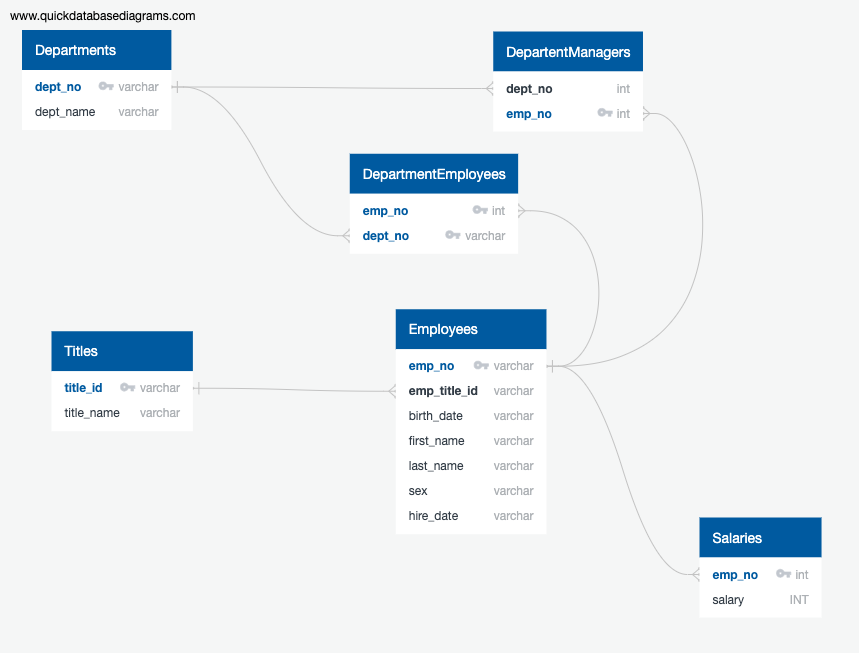 www.quickdatabasediagrams.com
Departments
dept_no varchar
dept_name varchar
DepartentManagers
dept_no int
emp_no int
DepartmentEmployees
emp_no int
dept_no varchar
Employees
emp_no varchar
emp_title_id varchar
birth_date varchar
first_name varchar
last_name varchar
sex varchar
hire_date varchar
Titles
title_id varchar
title_name varchar
Salaries
emp_no int
salary INT